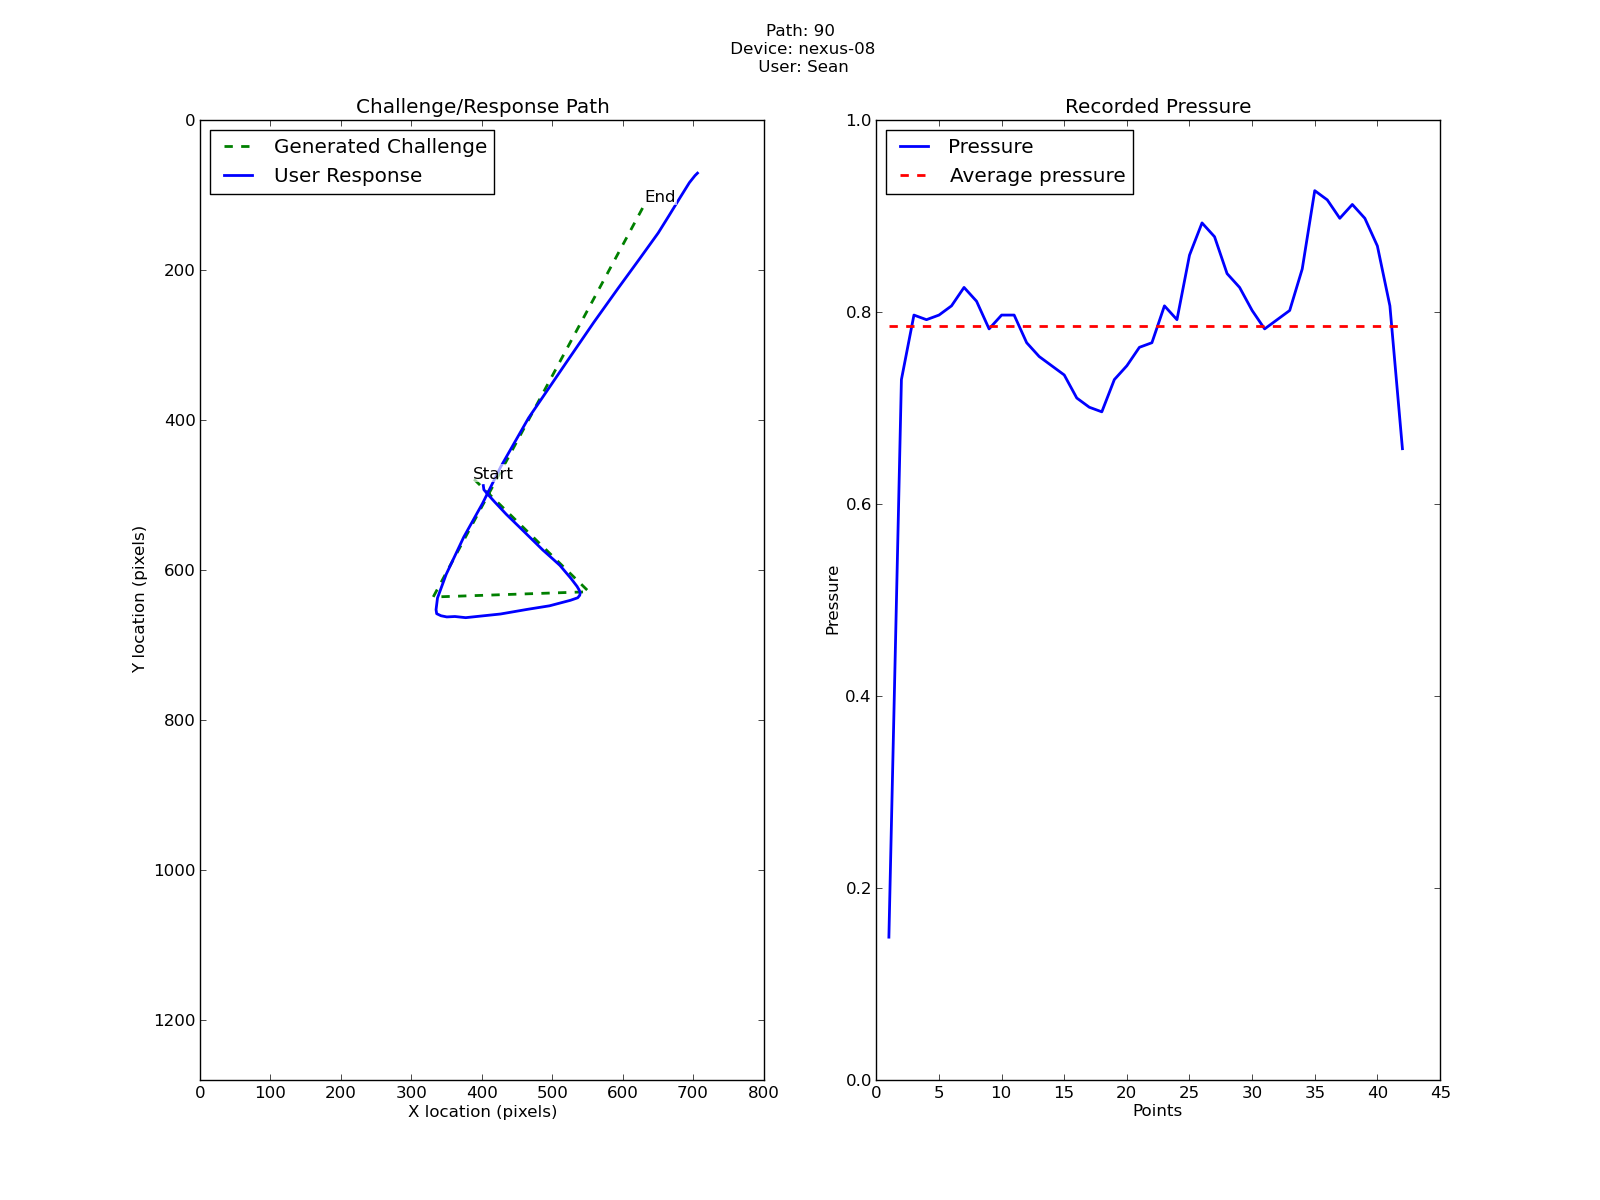 Path: 90
Device: nexus-08
User: Sean
Challenge/Response Path
Generated Challenge
User Response
End
Start
0
200
400
600
800
1000
1200
Y location (pixels)
0 100 200 300 400 500 600 700 800
X location (pixels)
Recorded Pressure
Pressure
Average pressure
1.0
0.8
0.6
0.4
0.2
0.0
Pressure
0 5 10 15 20 25 30 35 40 45
Points